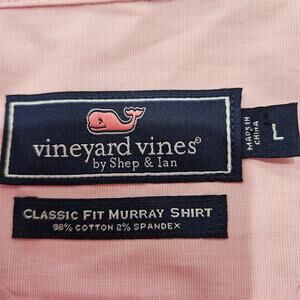 vineyard vines®
by Shep & Ian
MADE IN
CHINA
L
CLASSIC FIT MURRAY SHIRT
98% COTTON 2% SPANDEX